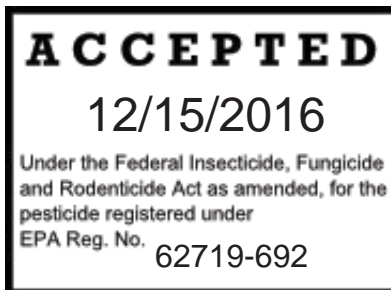 ACCEPTED
12/15/2016
Under the Federal Insecticide, Fungicide
and Rodenticide Act as amended, for the
pesticide registered under
EPA Reg. No. 62719-692